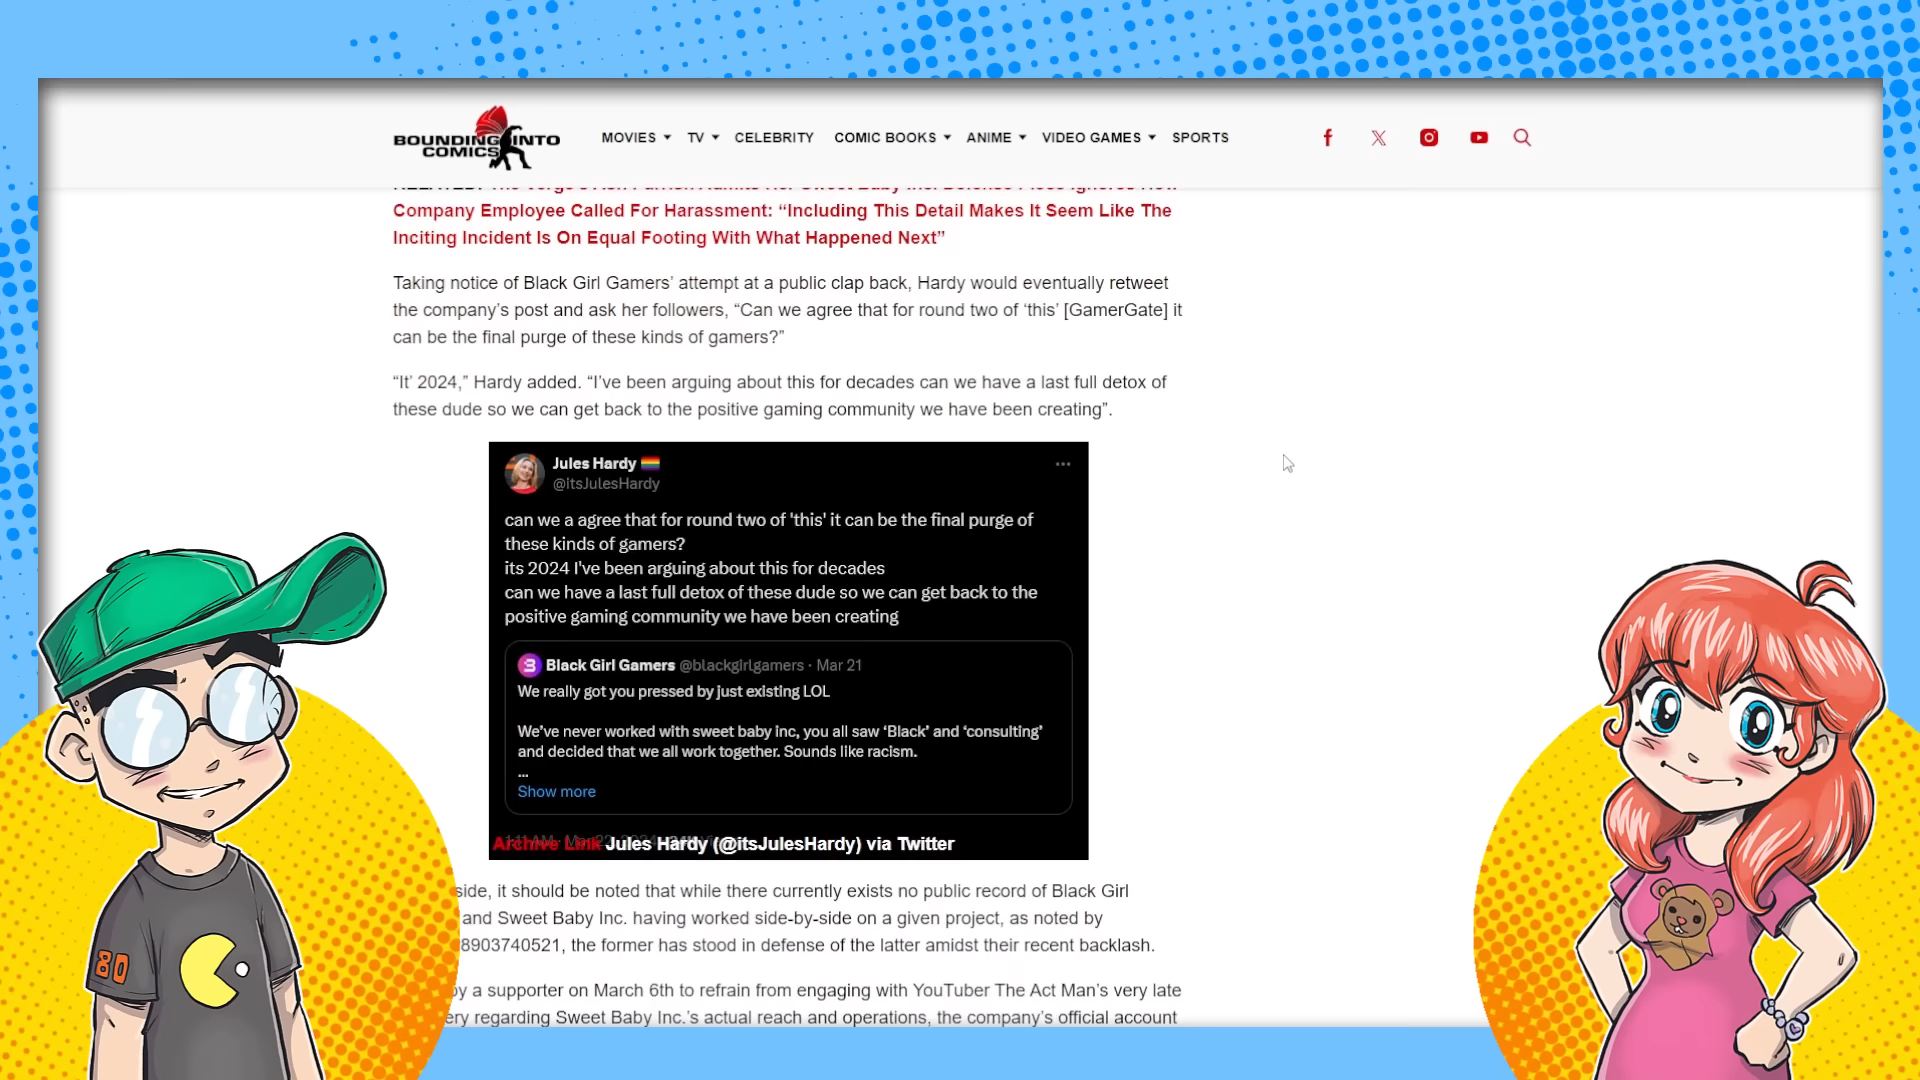 BOUNDING INTO
COMICS
MOVIES TV CELEBRITY COMIC BOOKS ANIME VIDEO GAMES SPORTS
Company Employee Called For Harassment: “Including This Detail Makes It Seem Like The
Inciting Incident Is On Equal Footing With What Happened Next”
Taking notice of Black Girl Gamers’ attempt at a public clap back, Hardy would eventually retweet
the company’s post and ask her followers, “Can we agree that for round two of ‘this’ [GamerGate] it
can be the final purge of these kinds of gamers?”
“It’ 2024,” Hardy added. “I’ve been arguing about this for decades can we have a last full detox of
these dude so we can get back to the positive gaming community we have been creating”.
Jules Hardy
@itsJulesHardy
can we a agree that for round two of 'this' it can be the final purge of
these kinds of gamers?
its 2024 I've been arguing about this for decades
can we have a last full detox of these dude so we can get back to the
positive gaming community we have been creating
Black Girl Gamers @blackgirlgamers · Mar 21
We really got you pressed by just existing LOL
We’ve never worked with sweet baby inc, you all saw ‘Black’ and ‘consulting’
and decided that we all work together. Sounds like racism.
...
Show more
Archive Link Jules Hardy (@itsJulesHardy) via Twitter
side, it should be noted that while there currently exists no public record of Black Girl
and Sweet Baby Inc. having worked side-by-side on a given project, as noted by
8903740521, the former has stood in defense of the latter amidst their recent backlash.
by a supporter on March 6th to refrain from engaging with YouTuber The Act Man’s very late
ery regarding Sweet Baby Inc.’s actual reach and operations, the company’s official account
80